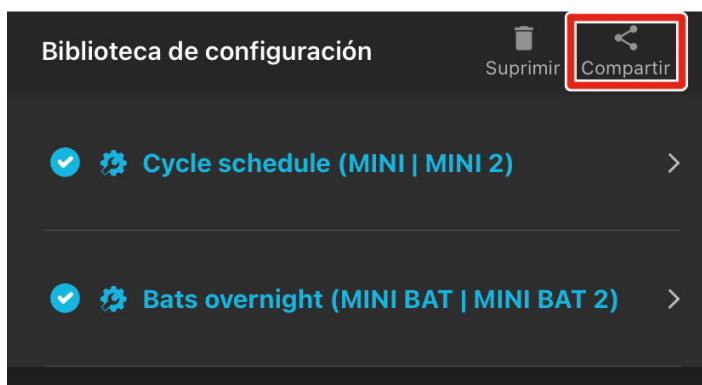 Biblioteca de configuración
Suprimir
Compartir
Cycle schedule (MINI | MINI 2)
Bats overnight (MINI BAT | MINI BAT 2)